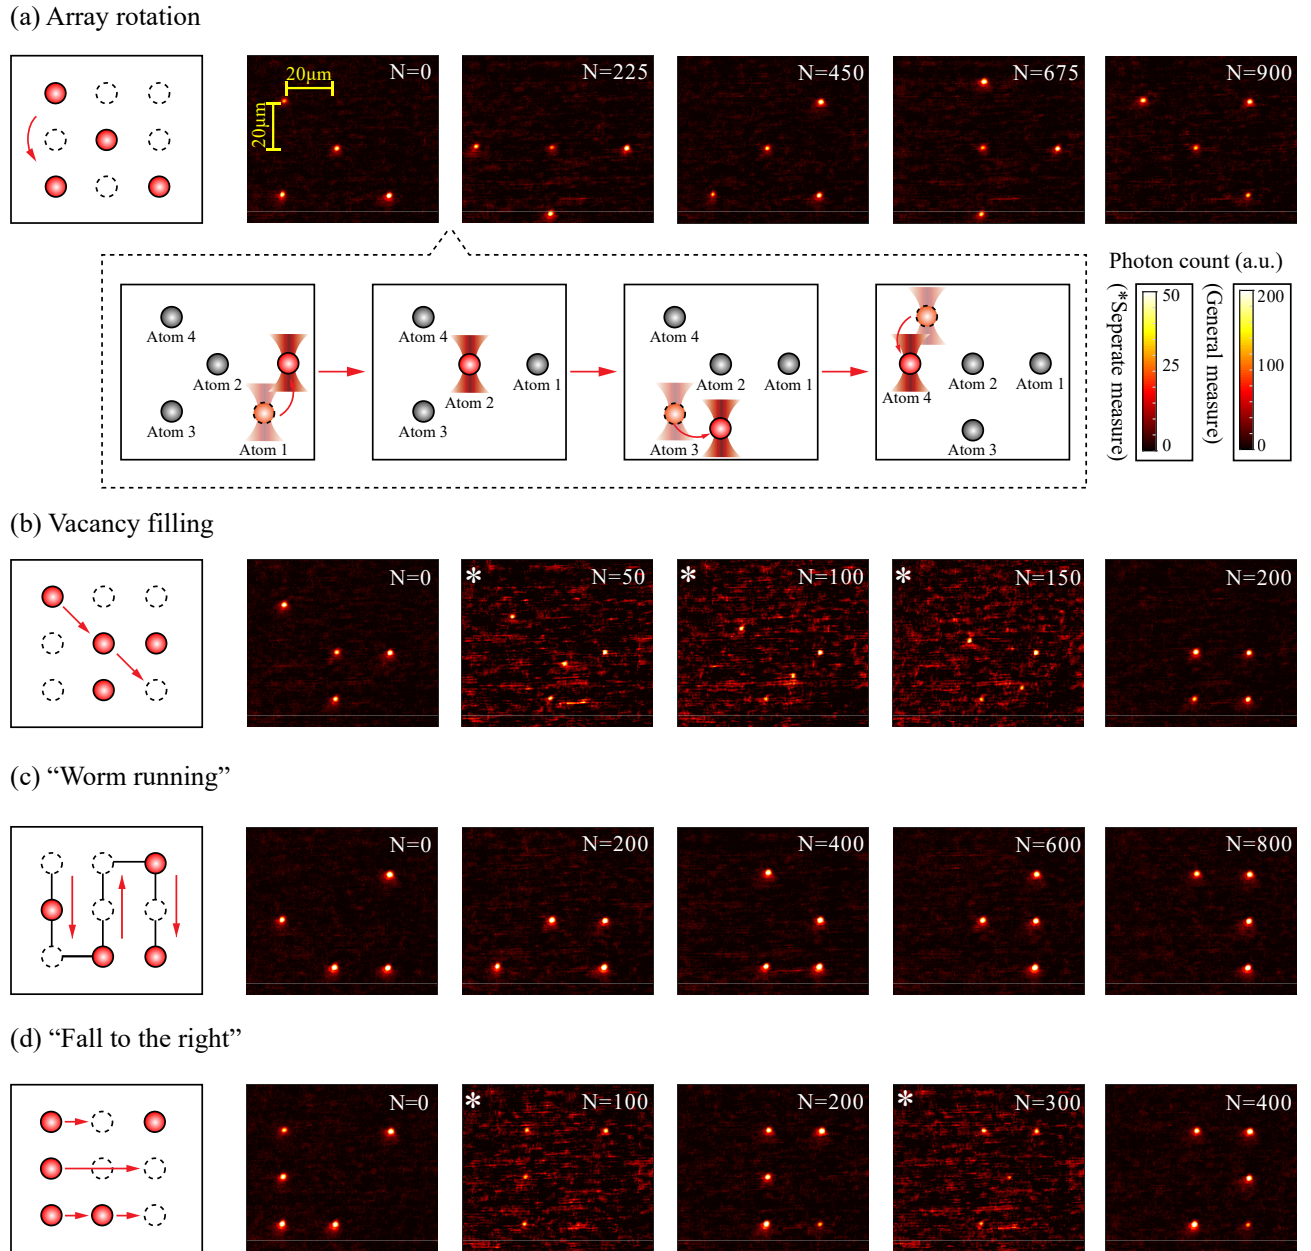 (a) Array rotation
N=0
N=225
N=450
N=675
N=900
20μm
20μm
Atom 4
Atom 2
Atom 3
Atom 1
Atom 4
Atom 2
Atom 1
Atom 3
Atom 4
Atom 2
Atom 1
Atom 3
Atom 4
Atom 2
Atom 1
Atom 3
Photon count (a.u.)
(*Seperate measure)
50
25
0
(General measure)
200
100
0
(b) Vacancy filling
N=0
* N=50
* N=100
* N=150
N=200
(c) “Worm running”
N=0
N=200
N=400
N=600
N=800
(d) “Fall to the right”
N=0
* N=100
N=200
* N=300
N=400